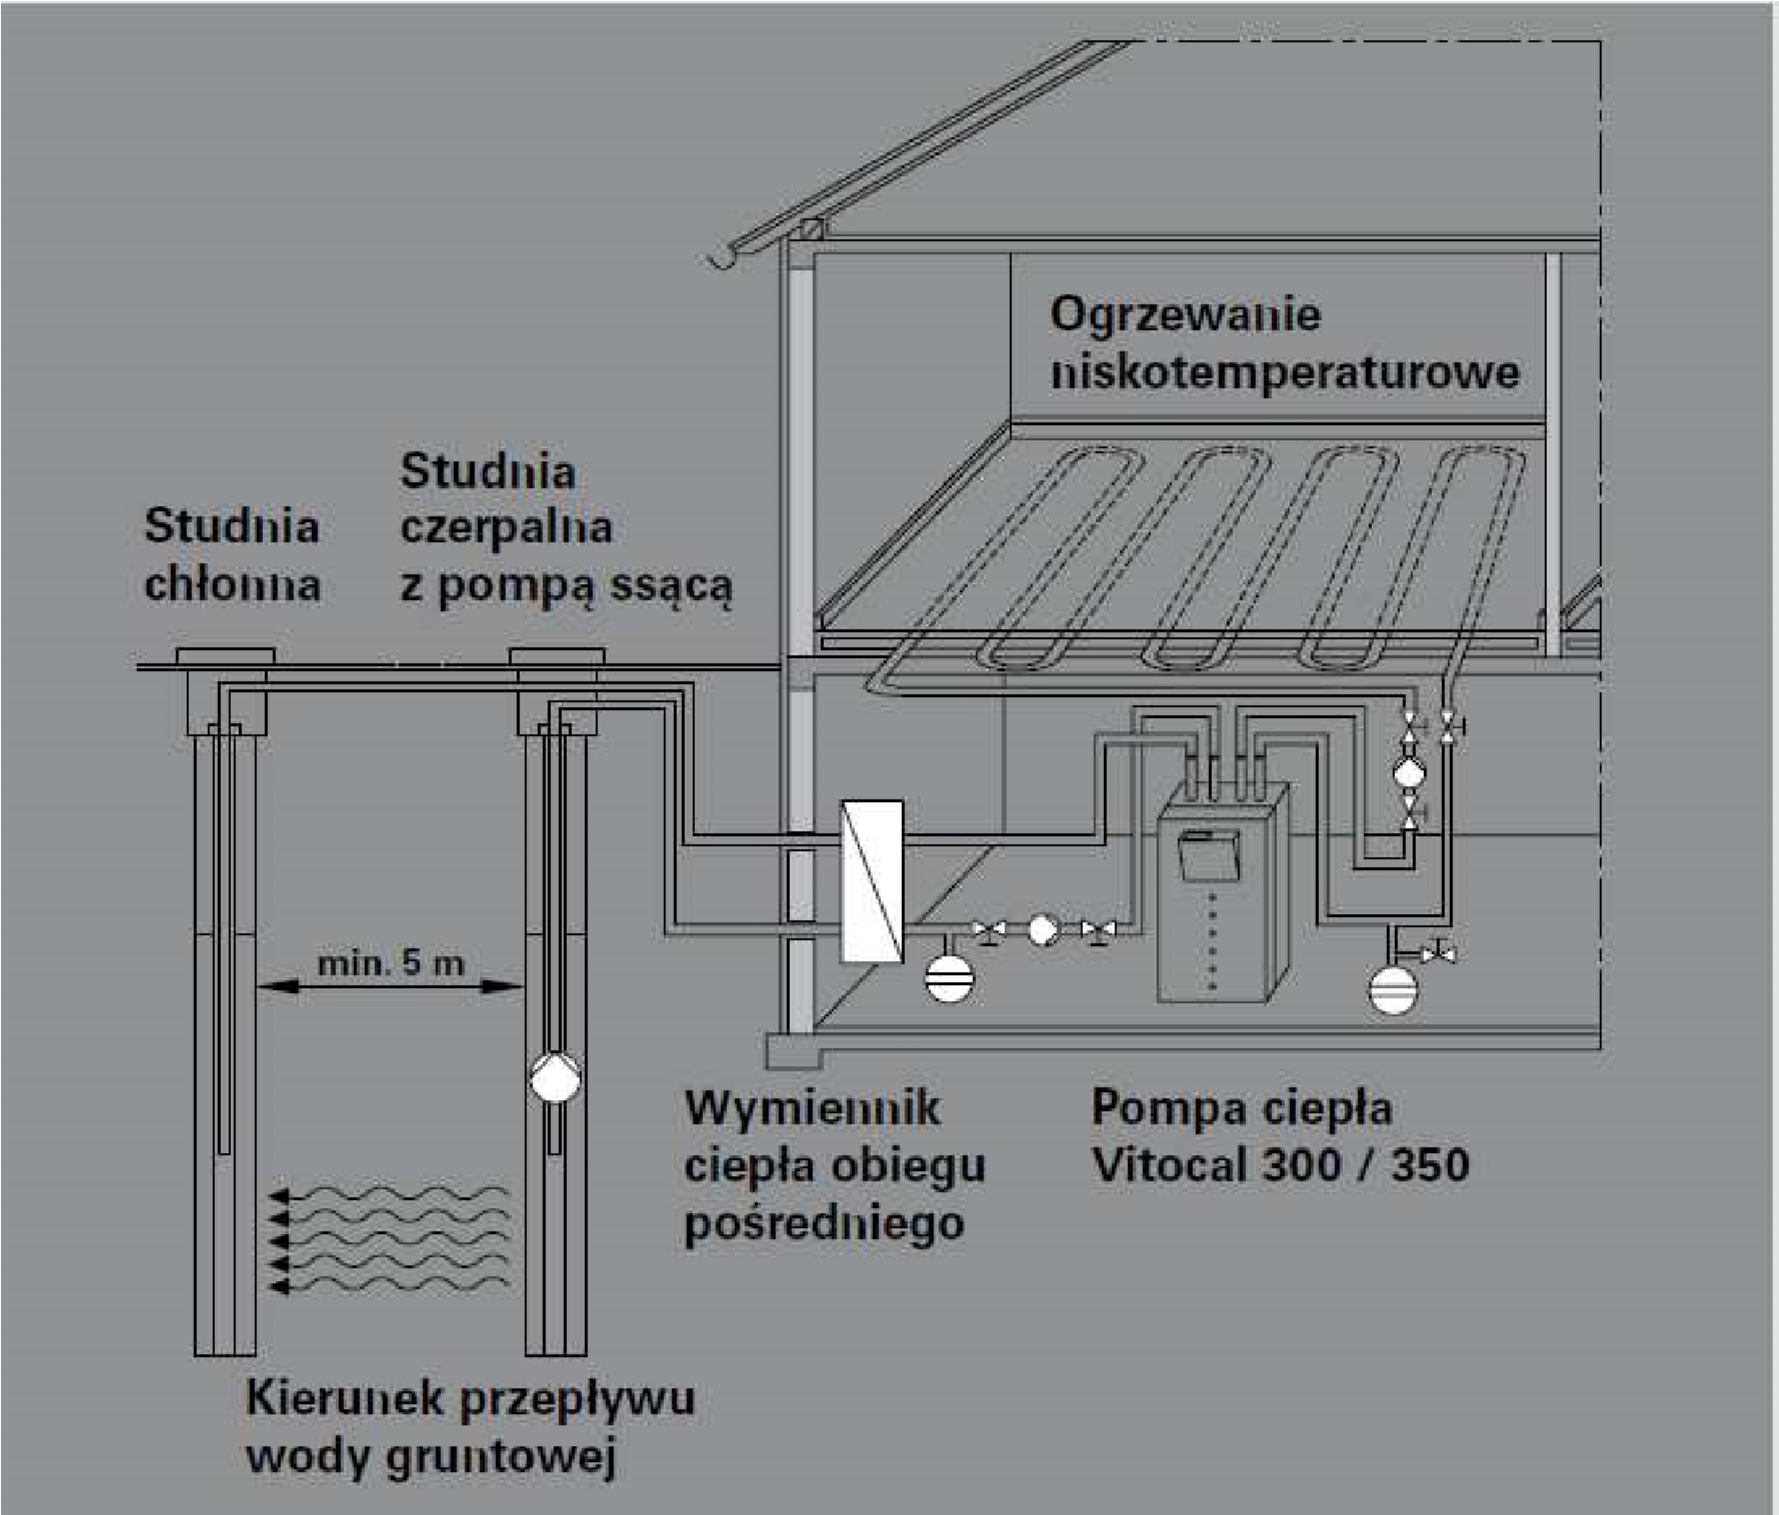 Ogrzewanie
niskotemperaturowe
Studnia
chłonna
Studnia
czerpalna
z pompą ssącą
min. 5 m
Wymiennik
ciepła obiegu
pośredniego
Pompa ciepła
Vitocal 300 / 350
Kierunek przepływu
wody gruntowej